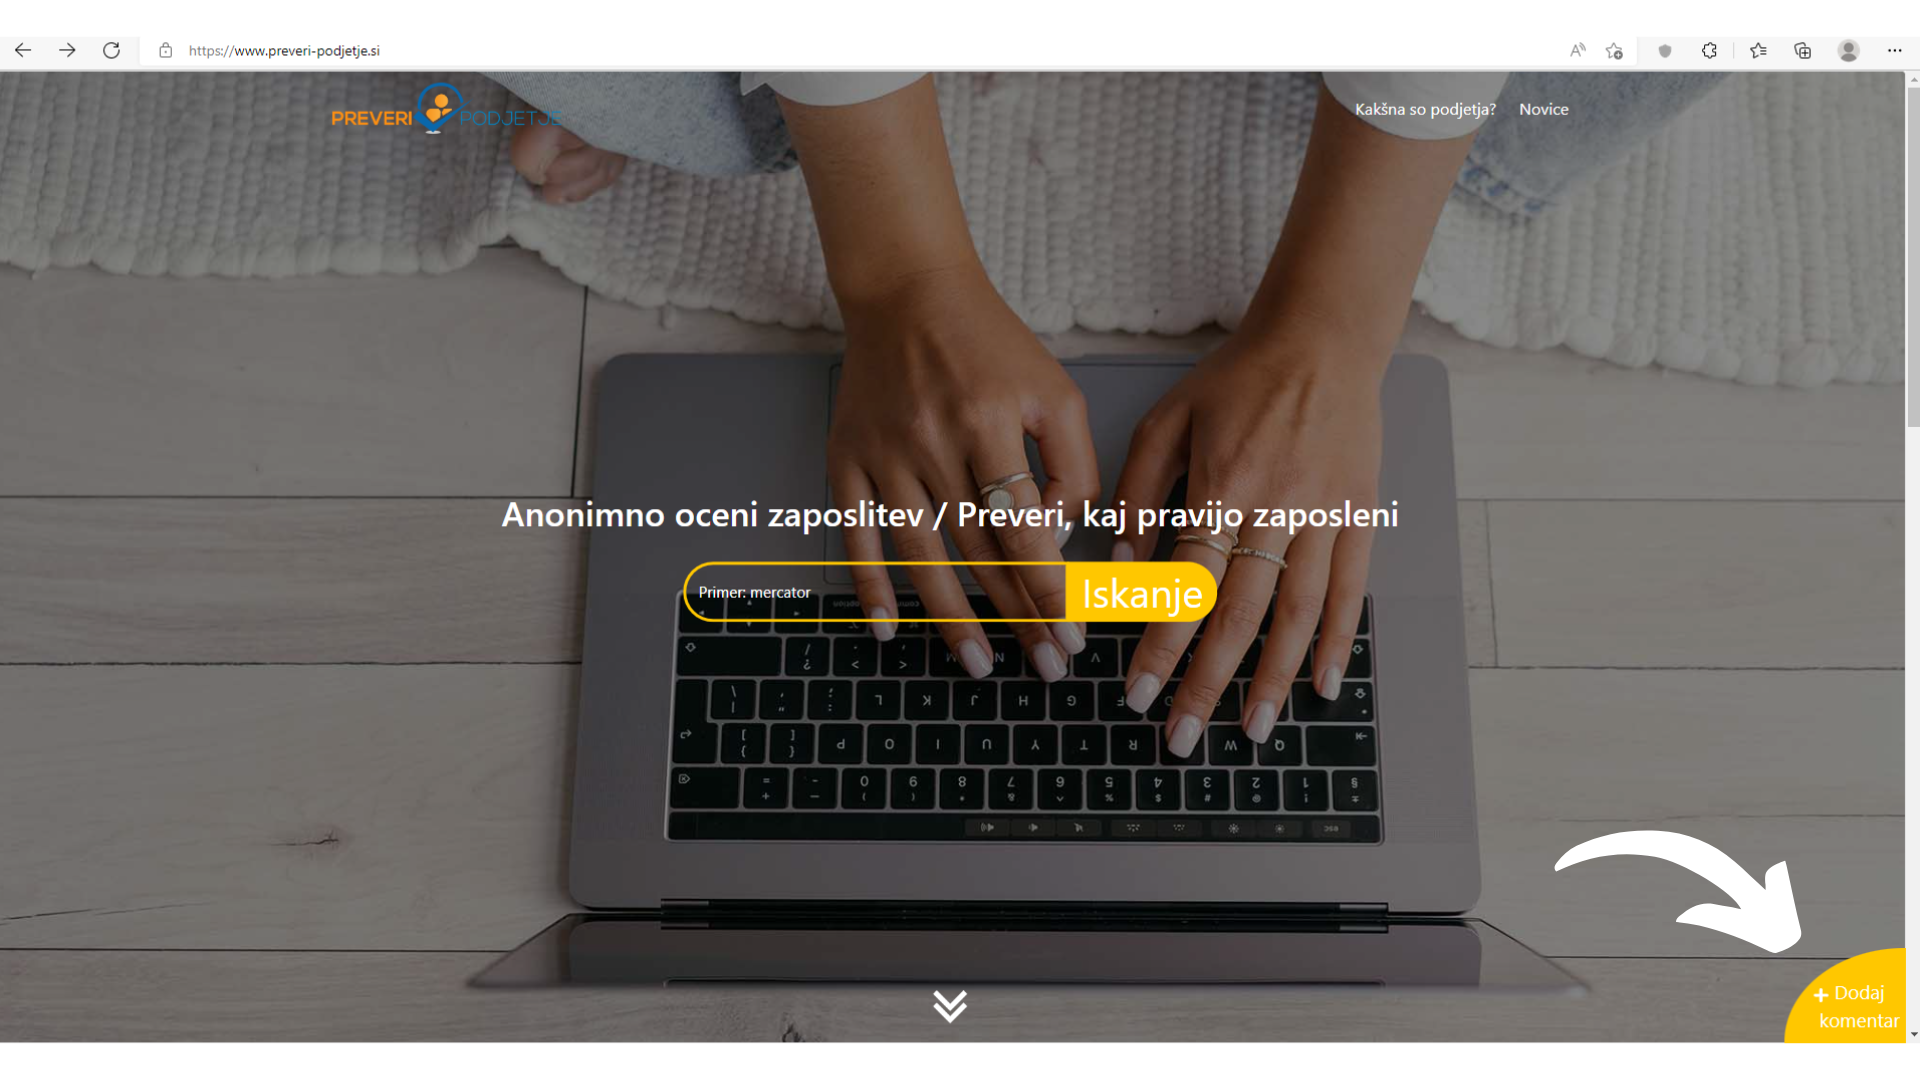 https://www.preveri-podjetje.si
PREVERI PODJETJE
Kakšna so podjetja? Novice
Anonimno oceni zaposlitev / Preveri, kaj pravijo zaposleni
Primer: mercator
Iskanje
+ Dodaj
komentar